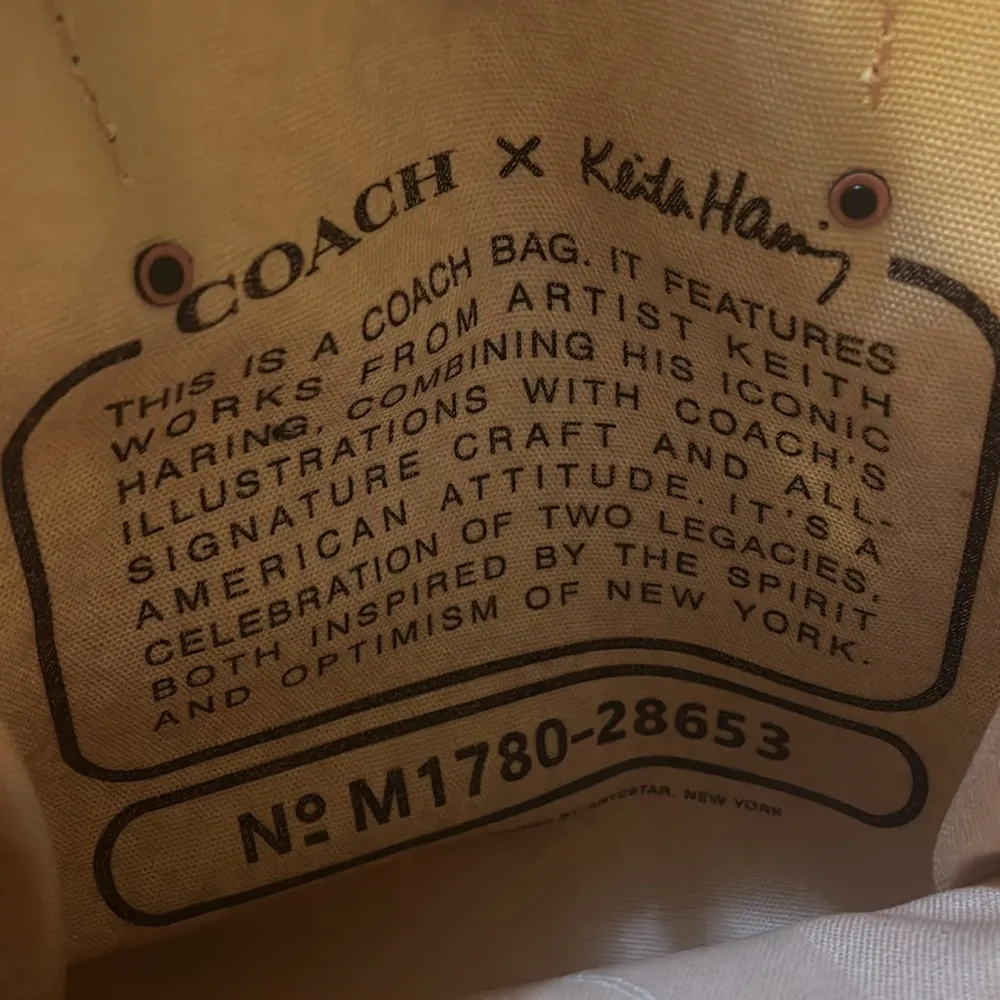 COACH × Keith Haring
THIS IS A COACH BAG. IT FEATURES
WORKS FROM ARTIST KEITH
HARING, COMBINING HIS ICONIC
ILLUSTRATIONS WITH COACH'S
SIGNATURE CRAFT AND ALL-
AMERICAN ATTITUDE. IT'S A
CELEBRATION OF TWO LEGACIES,
BOTH INSPIRED BY THE SPIRIT
AND OPTIMISM OF NEW YORK.
Nº M1780-28653
BY ARTESTAR, NEW YORK